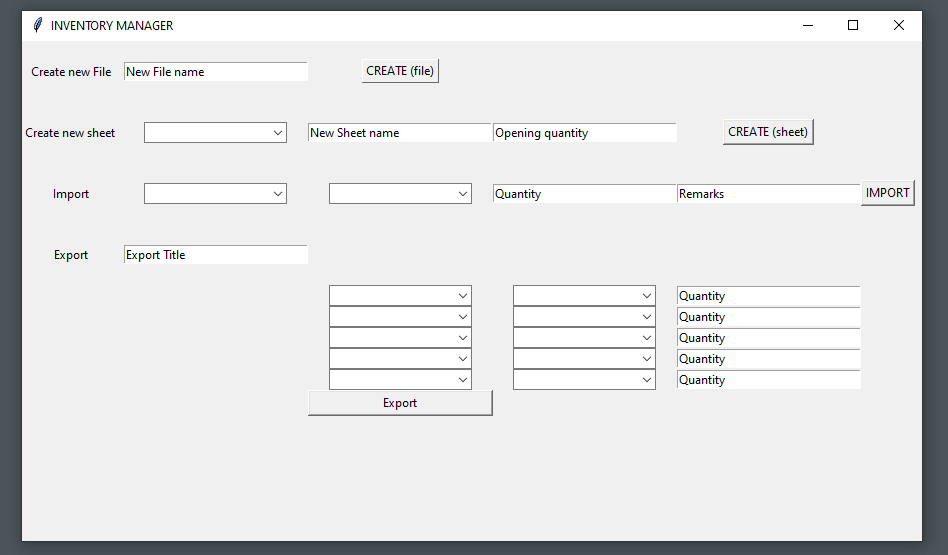 INVENTORY MANAGER
Create new File New File name CREATE (file)
Create new sheet New Sheet name Opening quantity CREATE (sheet)
Import Quantity Remarks IMPORT
Export Export Title
Quantity
Quantity
Quantity
Quantity
Quantity
Export